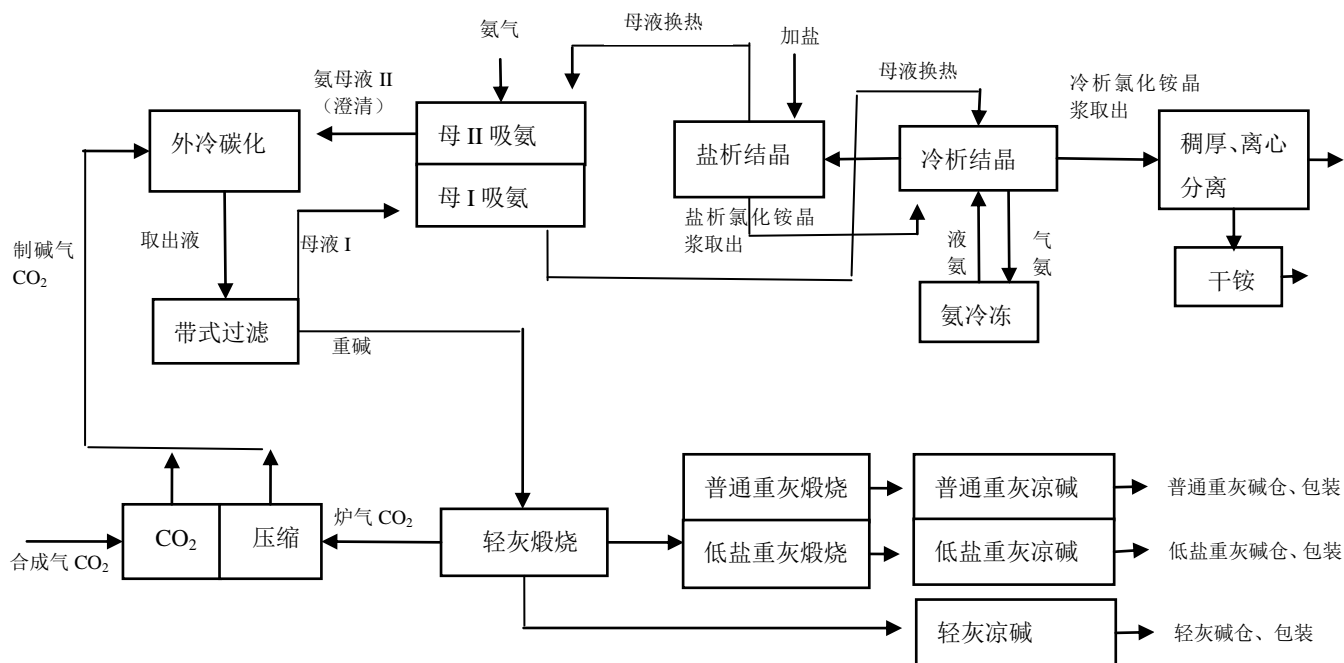 氨气
母液换热
加盐
母液换热
冷析氯化铵晶
浆取出
氨母液 II
（澄清）
外冷碳化
母 II 吸氨
母 I 吸氨
盐析结晶
冷析结晶
稠厚、离心
分离
盐析氯化铵晶
浆取出
制碱气
CO₂
取出液
母液 I
液
氨
气
氨
干铵
氨冷冻
带式过滤
重碱
普通重灰煅烧
普通重灰凉碱
普通重灰碱仓、包装
合成气 CO₂
CO₂
压缩
炉气 CO₂
轻灰煅烧
低盐重灰煅烧
低盐重灰凉碱
低盐重灰碱仓、包装
轻灰凉碱
轻灰碱仓、包装